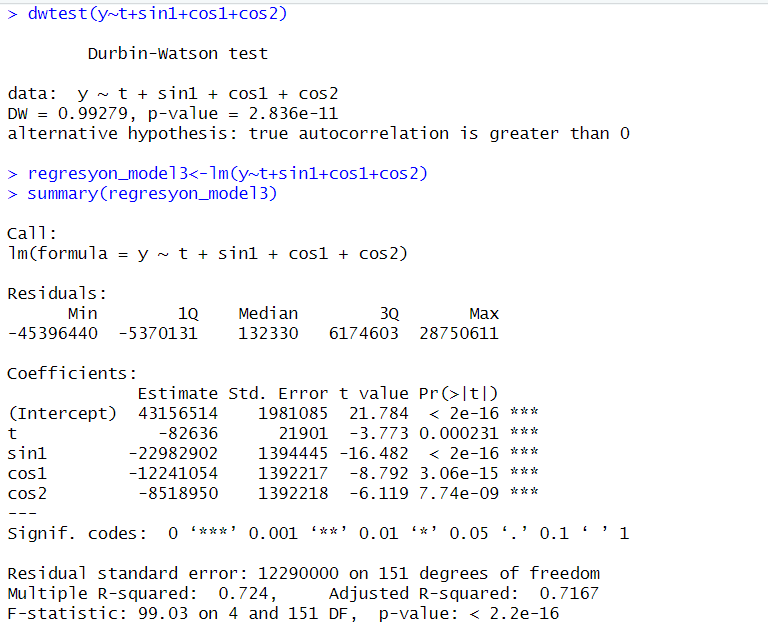 > dwtest(y~t+sin1+cos1+cos2)
Durbin-Watson test
data:  y ~ t + sin1 + cos1 + cos2
DW = 0.99279, p-value = 2.836e-11
alternative hypothesis: true autocorrelation is greater than 0
> regresyon_model3<-lm(y~t+sin1+cos1+cos2)
> summary(regresyon_model3)
Call:
lm(formula = y ~ t + sin1 + cos1 + cos2)
Residuals:
      Min        1Q    Median        3Q       Max
-45396440  -5370131    132330   6174603  28750611
Coefficients:
             Estimate Std. Error t value Pr(>|t|)
(Intercept)  43156514    1981085  21.784  < 2e-16 ***
t              -82636      21901  -3.773 0.000231 ***
sin1        -22982902    1394445 -16.482  < 2e-16 ***
cos1        -12241054    1392217  -8.792 3.06e-15 ***
cos2         -8518950    1392218  -6.119 7.74e-09 ***
---
Signif. codes:  0 ‘***’ 0.001 ‘**’ 0.01 ‘*’ 0.05 ‘.’ 0.1 ‘ ’ 1
Residual standard error: 12290000 on 151 degrees of freedom
Multiple R-squared:  0.724,     Adjusted R-squared:  0.7167
F-statistic: 99.03 on 4 and 151 DF,  p-value: < 2.2e-16